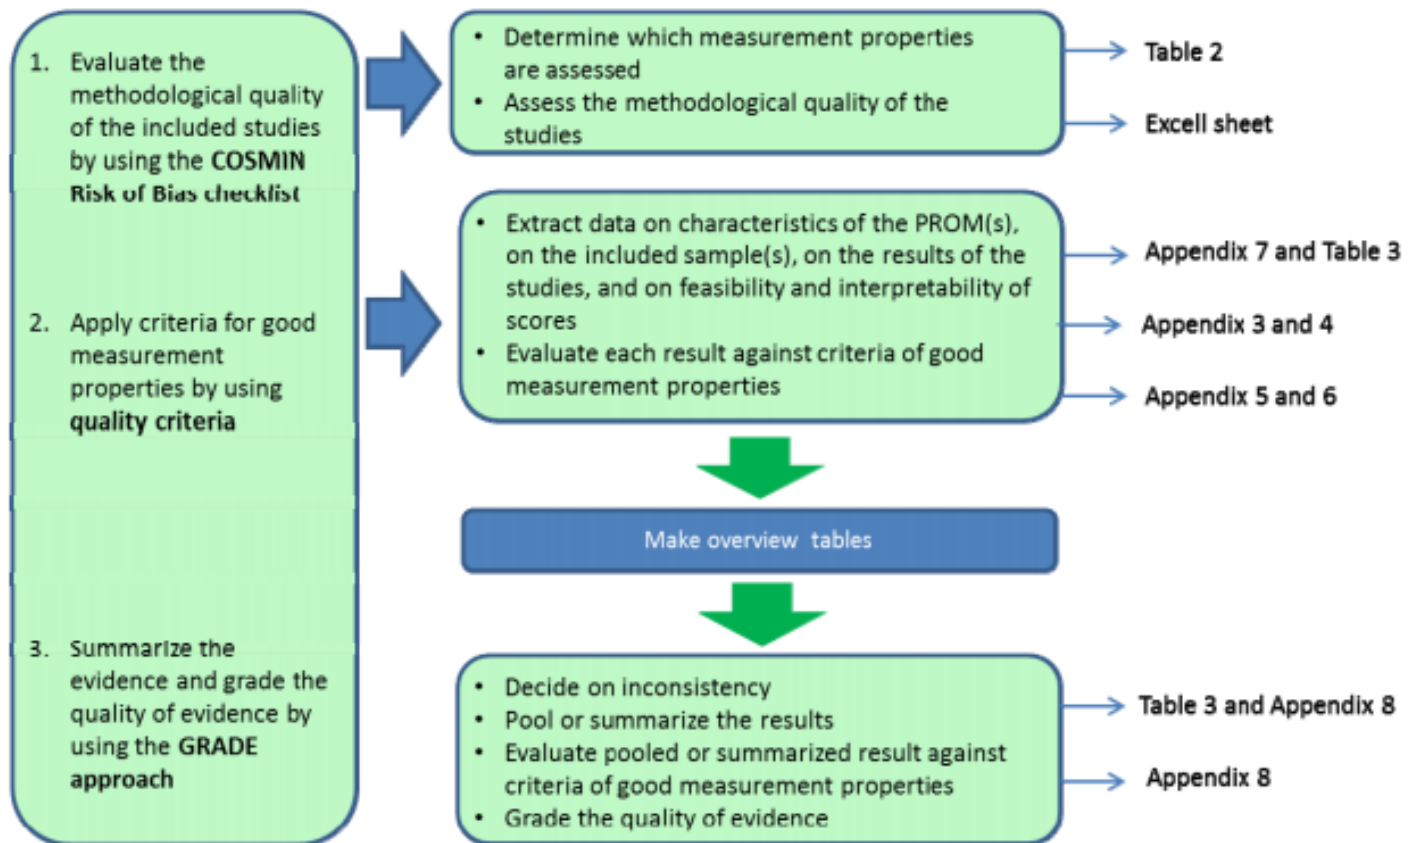 1. Evaluate the
methodological quality
of the included studies
by using the COSMIN
Risk of Bias checklist
2. Apply criteria for good
measurement
properties by using
quality criteria
3. Summarize the
evidence and grade the
quality of evidence by
using the GRADE
approach
• Determine which measurement properties
are assessed
• Assess the methodological quality of the
studies
Table 2
Excell sheet
• Extract data on characteristics of the PROM(s),
on the included sample(s), on the results of the
studies, and on feasibility and interpretability of
scores
• Evaluate each result against criteria of good
measurement properties
Appendix 7 and Table 3
Appendix 3 and 4
Appendix 5 and 6
Make overview tables
• Decide on inconsistency
• Pool or summarize the results
• Evaluate pooled or summarized result against
criteria of good measurement properties
• Grade the quality of evidence
Table 3 and Appendix 8
Appendix 8